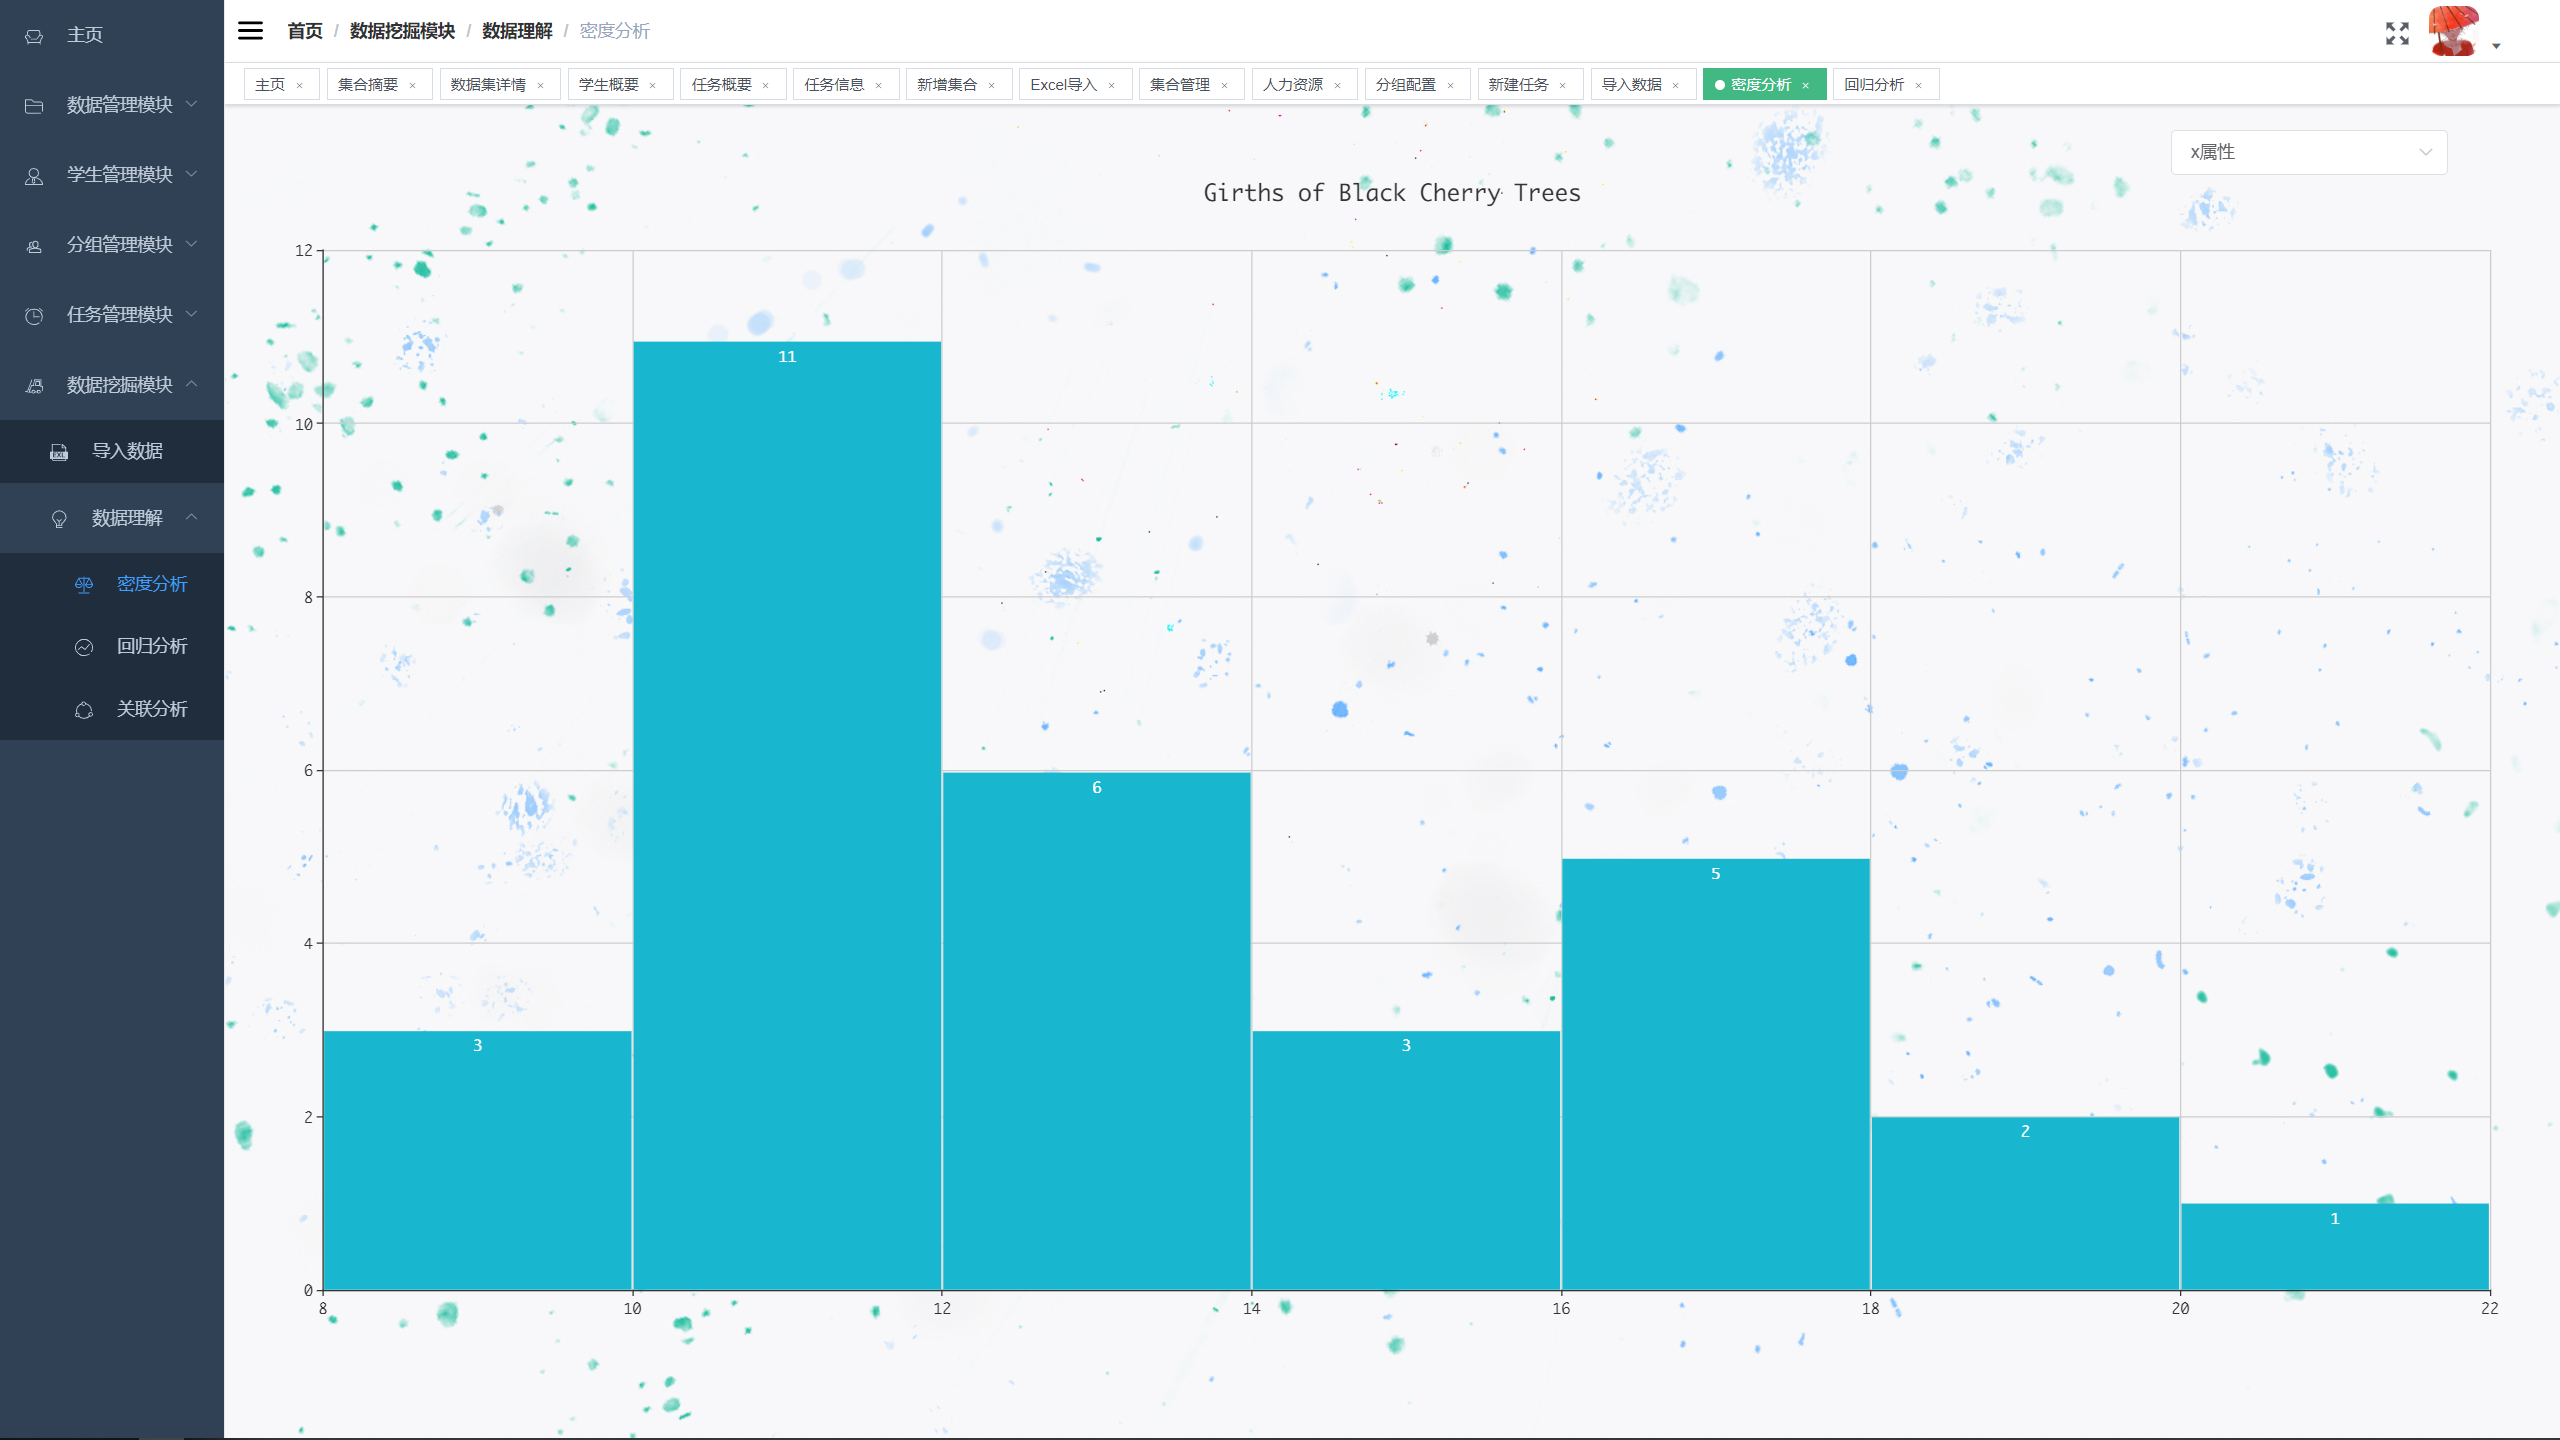 主页
数据管理模块
学生管理模块
分组管理模块
任务管理模块
数据挖掘模块
导入数据
数据理解
密度分析
回归分析
关联分析
首页 / 数据挖掘模块 / 数据理解 / 密度分析
主页 × 集合摘要 × 数据集详情 × 学生概要 × 任务概要 × 任务信息 × 新增集合 × Excel导入 × 集合管理 × 人力资源 × 分组配置 × 新建任务 × 导入数据 × 密度分析 × 回归分析 ×
x属性
Girths of Black Cherry Trees
12
10
8
6
4
2
0
11
6
5
3
3
2
1
8 10 12 14 16 18 20 22